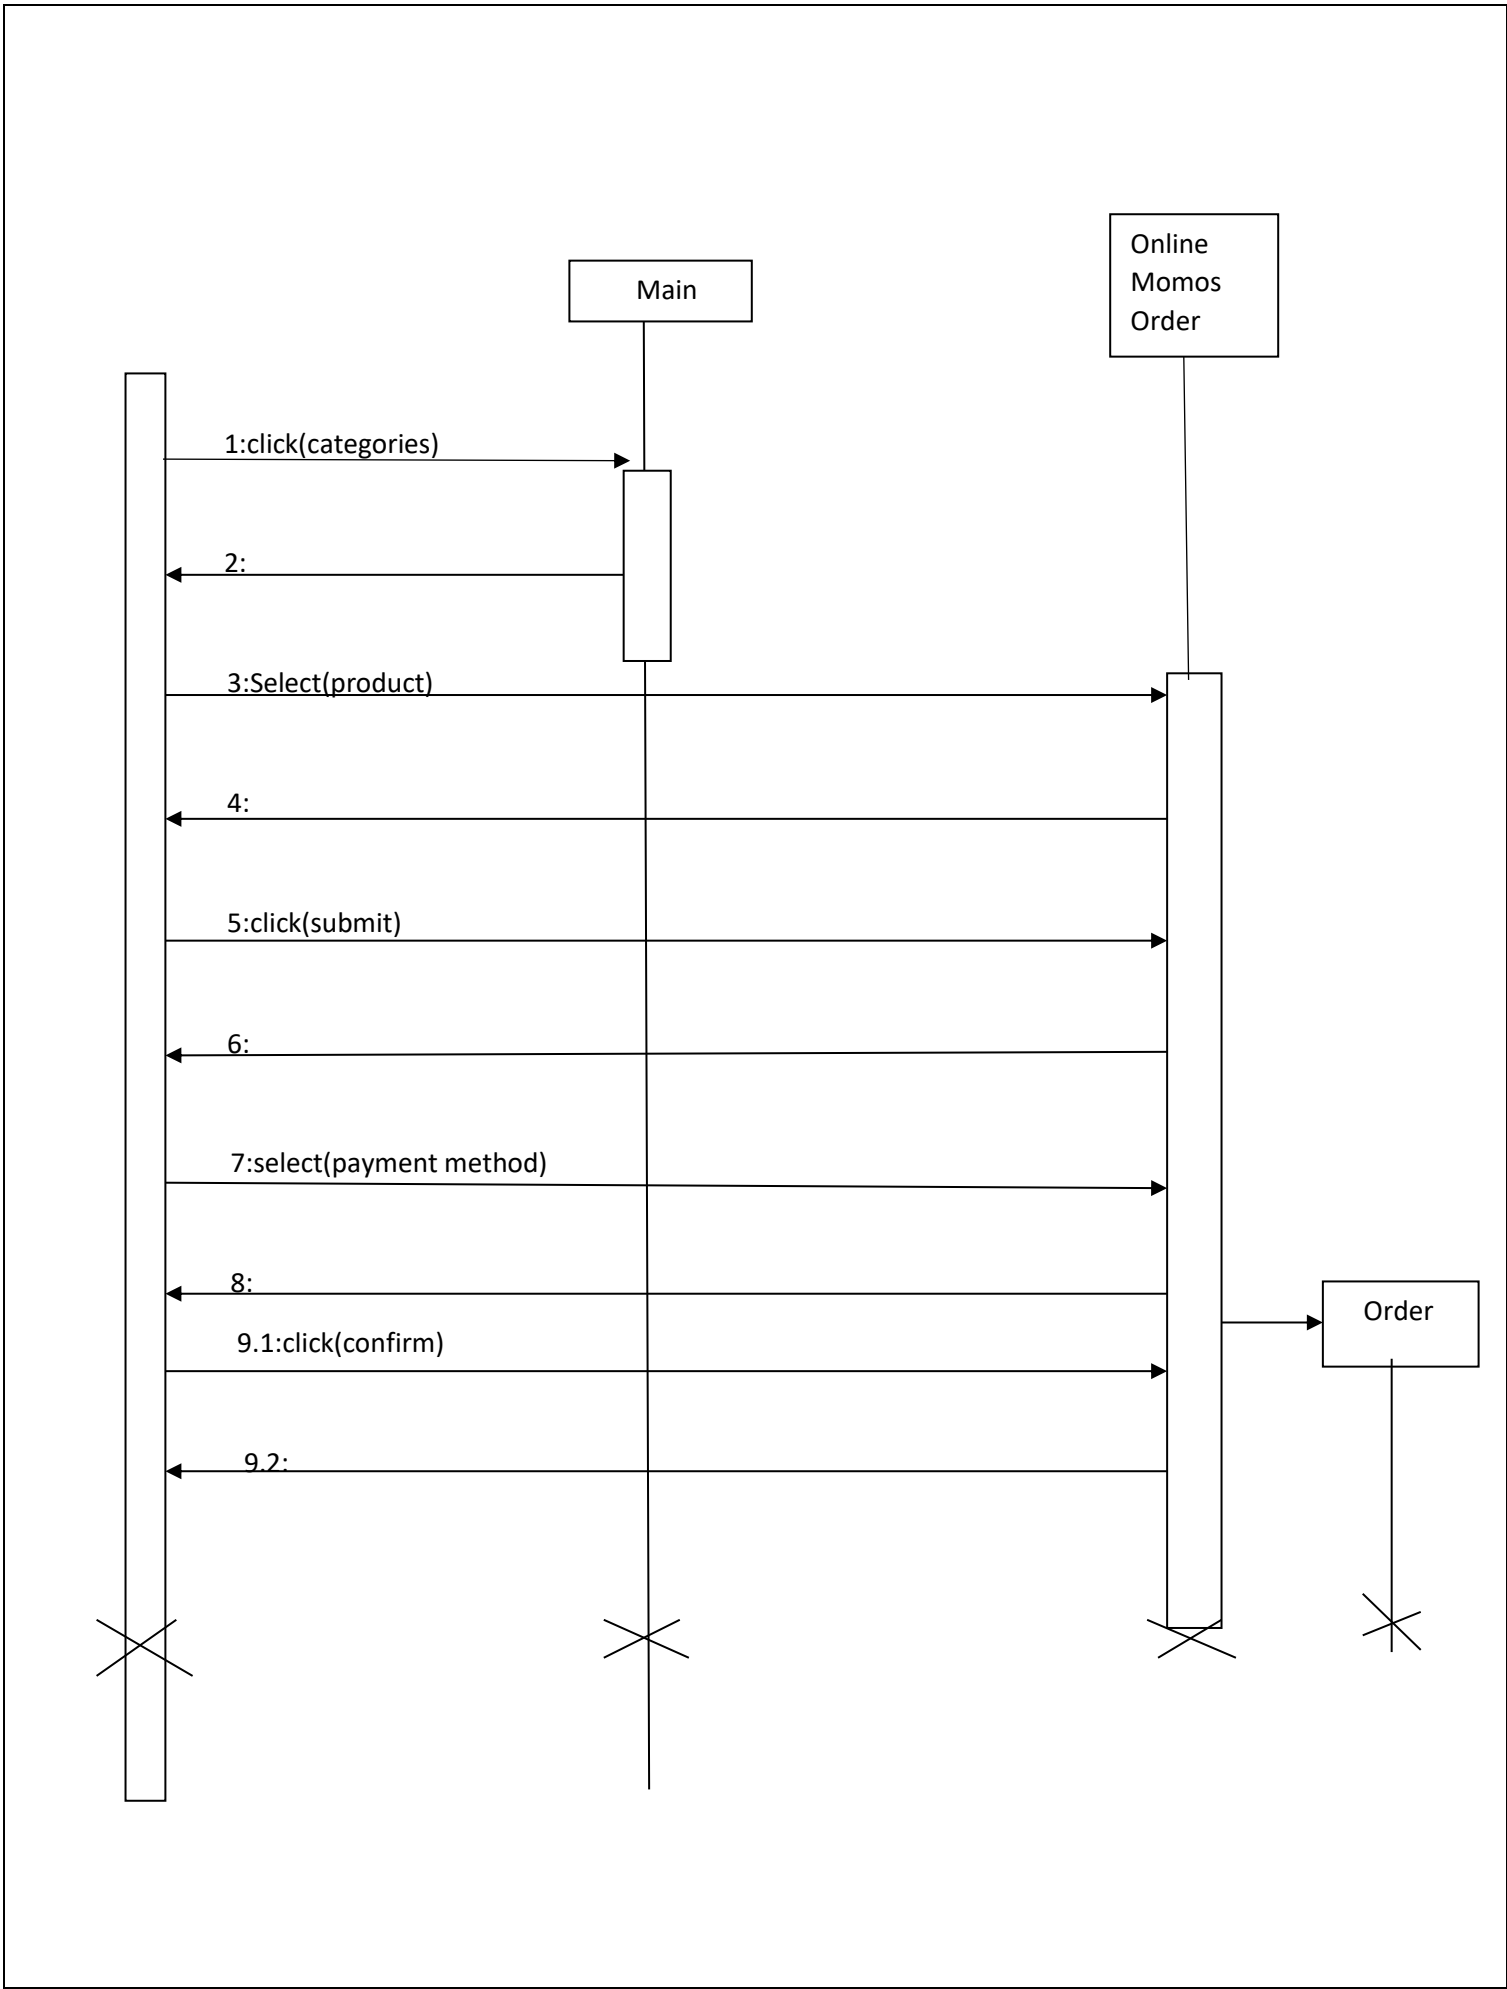 Online
Momos
Order
Main
1:click(categories)
2:
3:Select(product)
4:
5:click(submit)
6:
7:select(payment method)
8:
Order
9.1:click(confirm)
9.2: